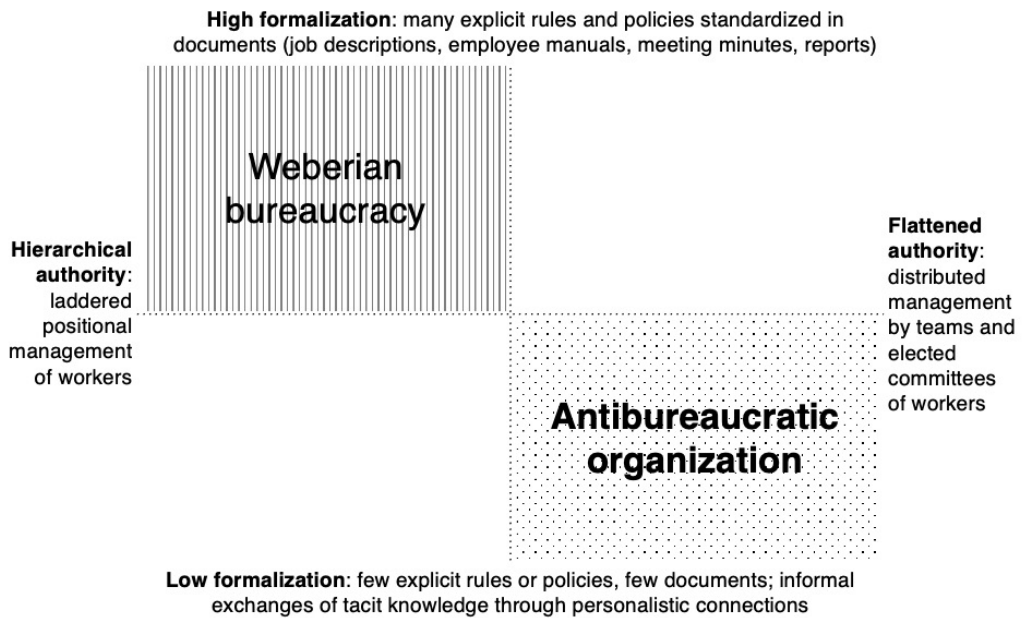 High formalization: many explicit rules and policies standardized in
documents (job descriptions, employee manuals, meeting minutes, reports)
Weberian
bureaucracy
Hierarchical
authority:
laddered
positional
management
of workers
Flattened
authority:
distributed
management
by teams and
elected
committees
of workers
Antibureaucratic
organization
Low formalization: few explicit rules or policies, few documents; informal
exchanges of tacit knowledge through personalistic connections